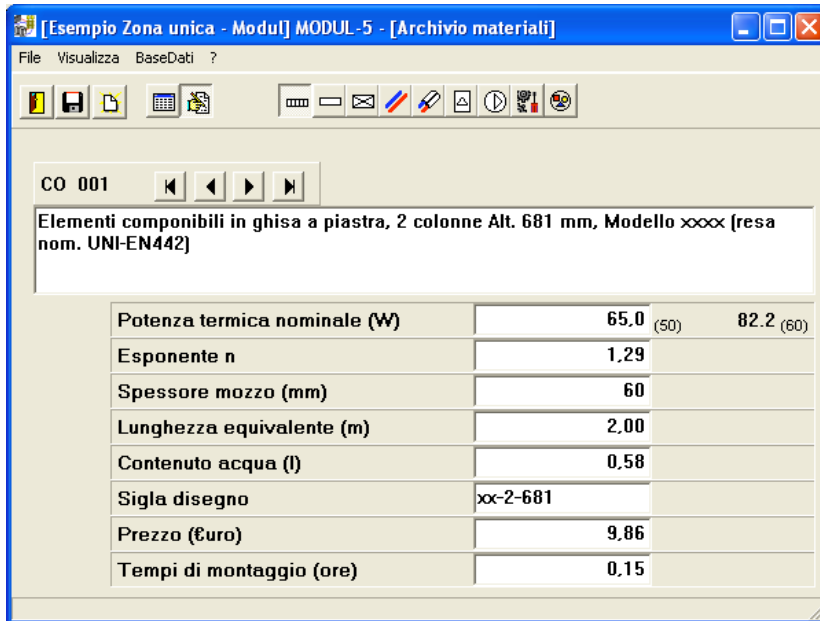 [Esempio Zona unica - Modul] MODUL-5 - [Archivio materiali]
File Visualizza BaseDati ?
CO 001
Elementi componibili in ghisa a piastra, 2 colonne Alt. 681 mm, Modello xxxx (resa
nom. UNI-EN442)
Potenza termica nominale (W) 65,0 (50) 82.2 (60)
Esponente n 1,29
Spessore mozzo (mm) 60
Lunghezza equivalente (m) 2,00
Contenuto acqua (l) 0,58
Sigla disegno xx-2-681
Prezzo (€uro) 9,86
Tempi di montaggio (ore) 0,15